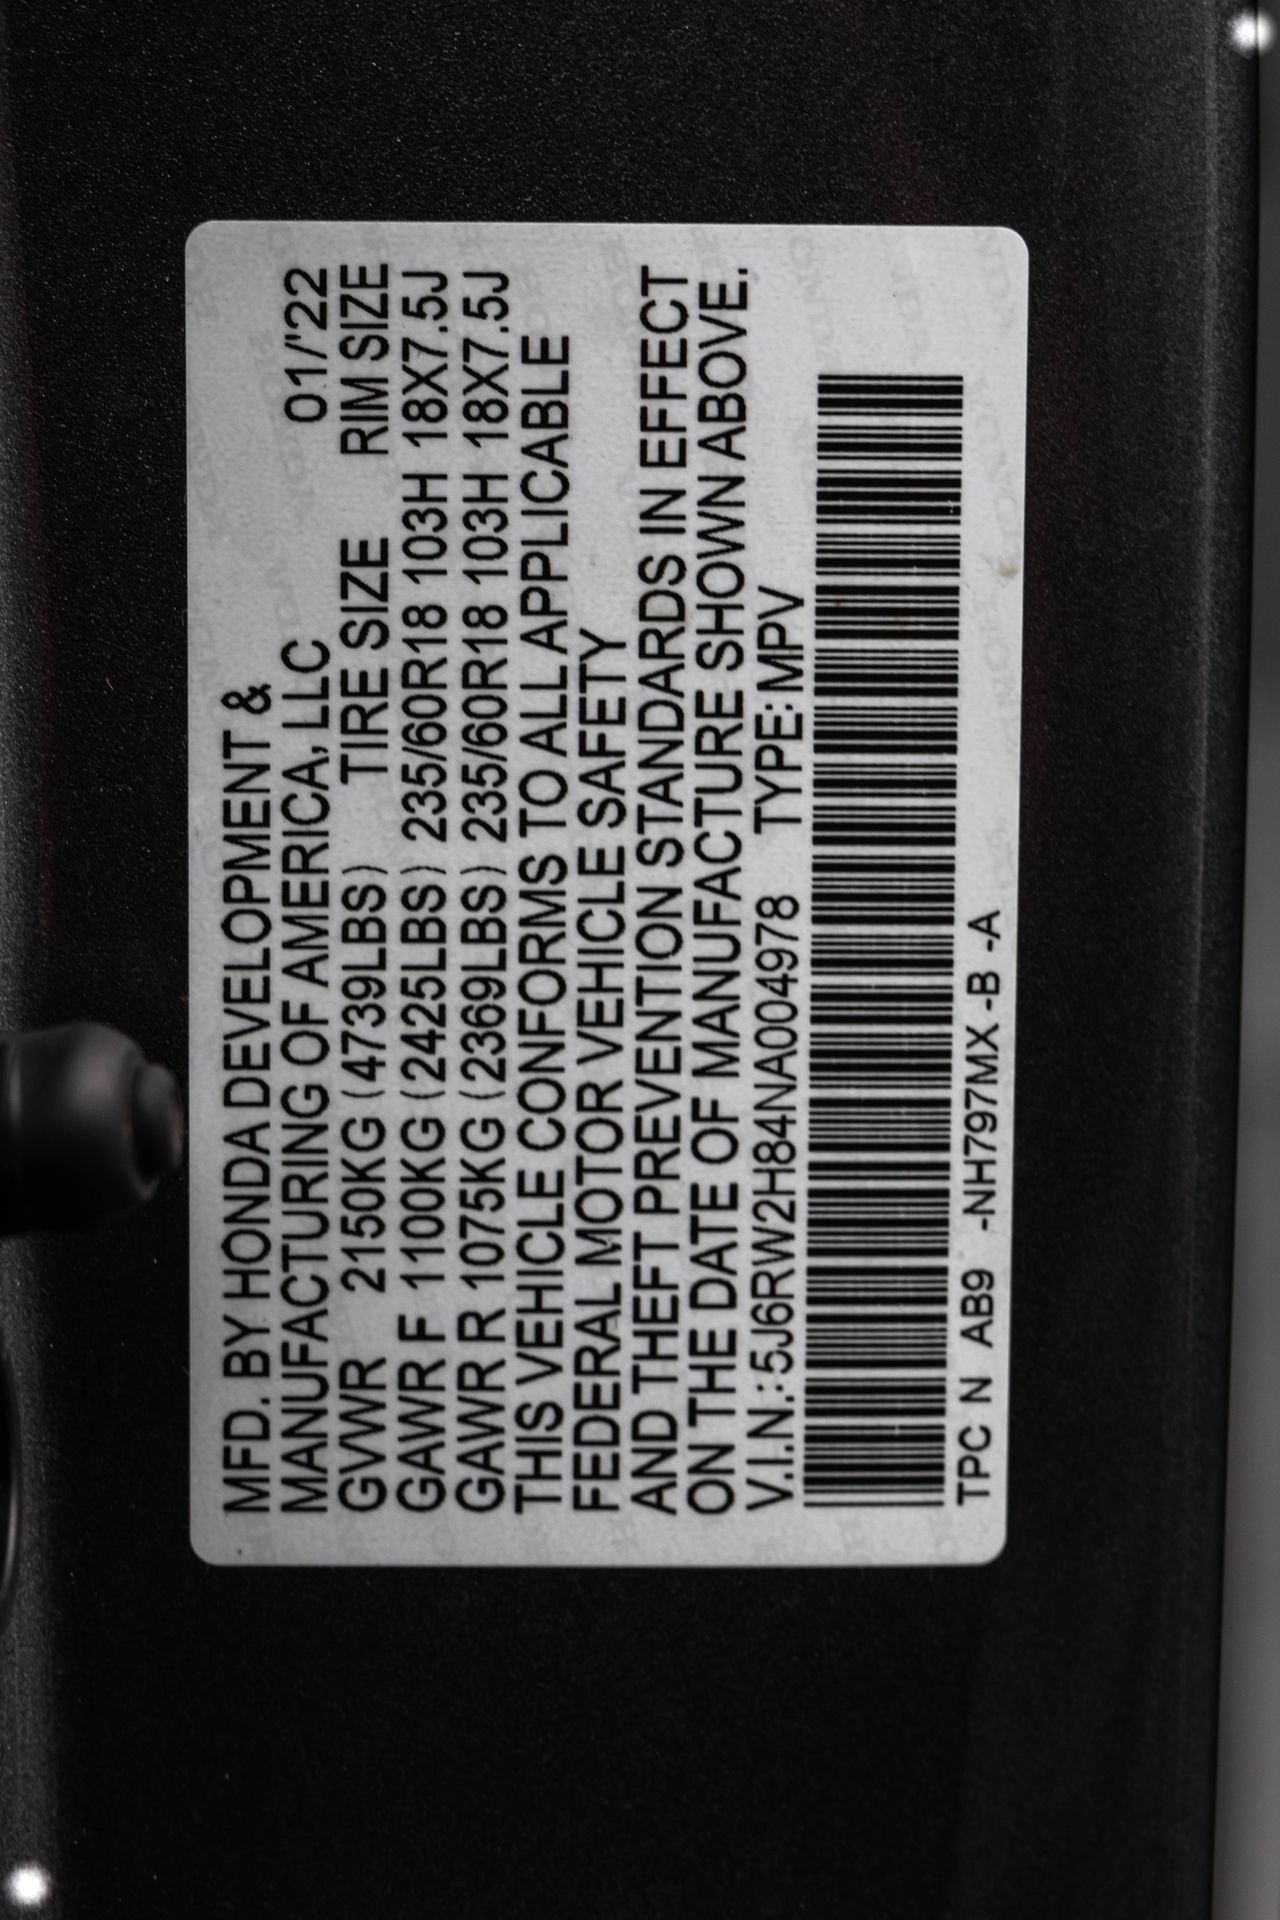 MFD. BY HONDA DEVELOPMENT &
MANUFACTURING OF AMERICA, LLC 01/'22
GVWR 2150KG (4739LBS) TIRE SIZE RIM SIZE
GAWR F 1100KG (2425LBS) 235/60R18 103H 18X7.5J
GAWR R 1075KG (2369LBS) 235/60R18 103H 18X7.5J
THIS VEHICLE CONFORMS TO ALL APPLICABLE
FEDERAL MOTOR VEHICLE SAFETY
AND THEFT PREVENTION STANDARDS IN EFFECT
ON THE DATE OF MANUFACTURE SHOWN ABOVE.
V.I.N.: 5J6RW2H84NA004978 TYPE: MPV
TPC N AB9 -NH797MX -B -A